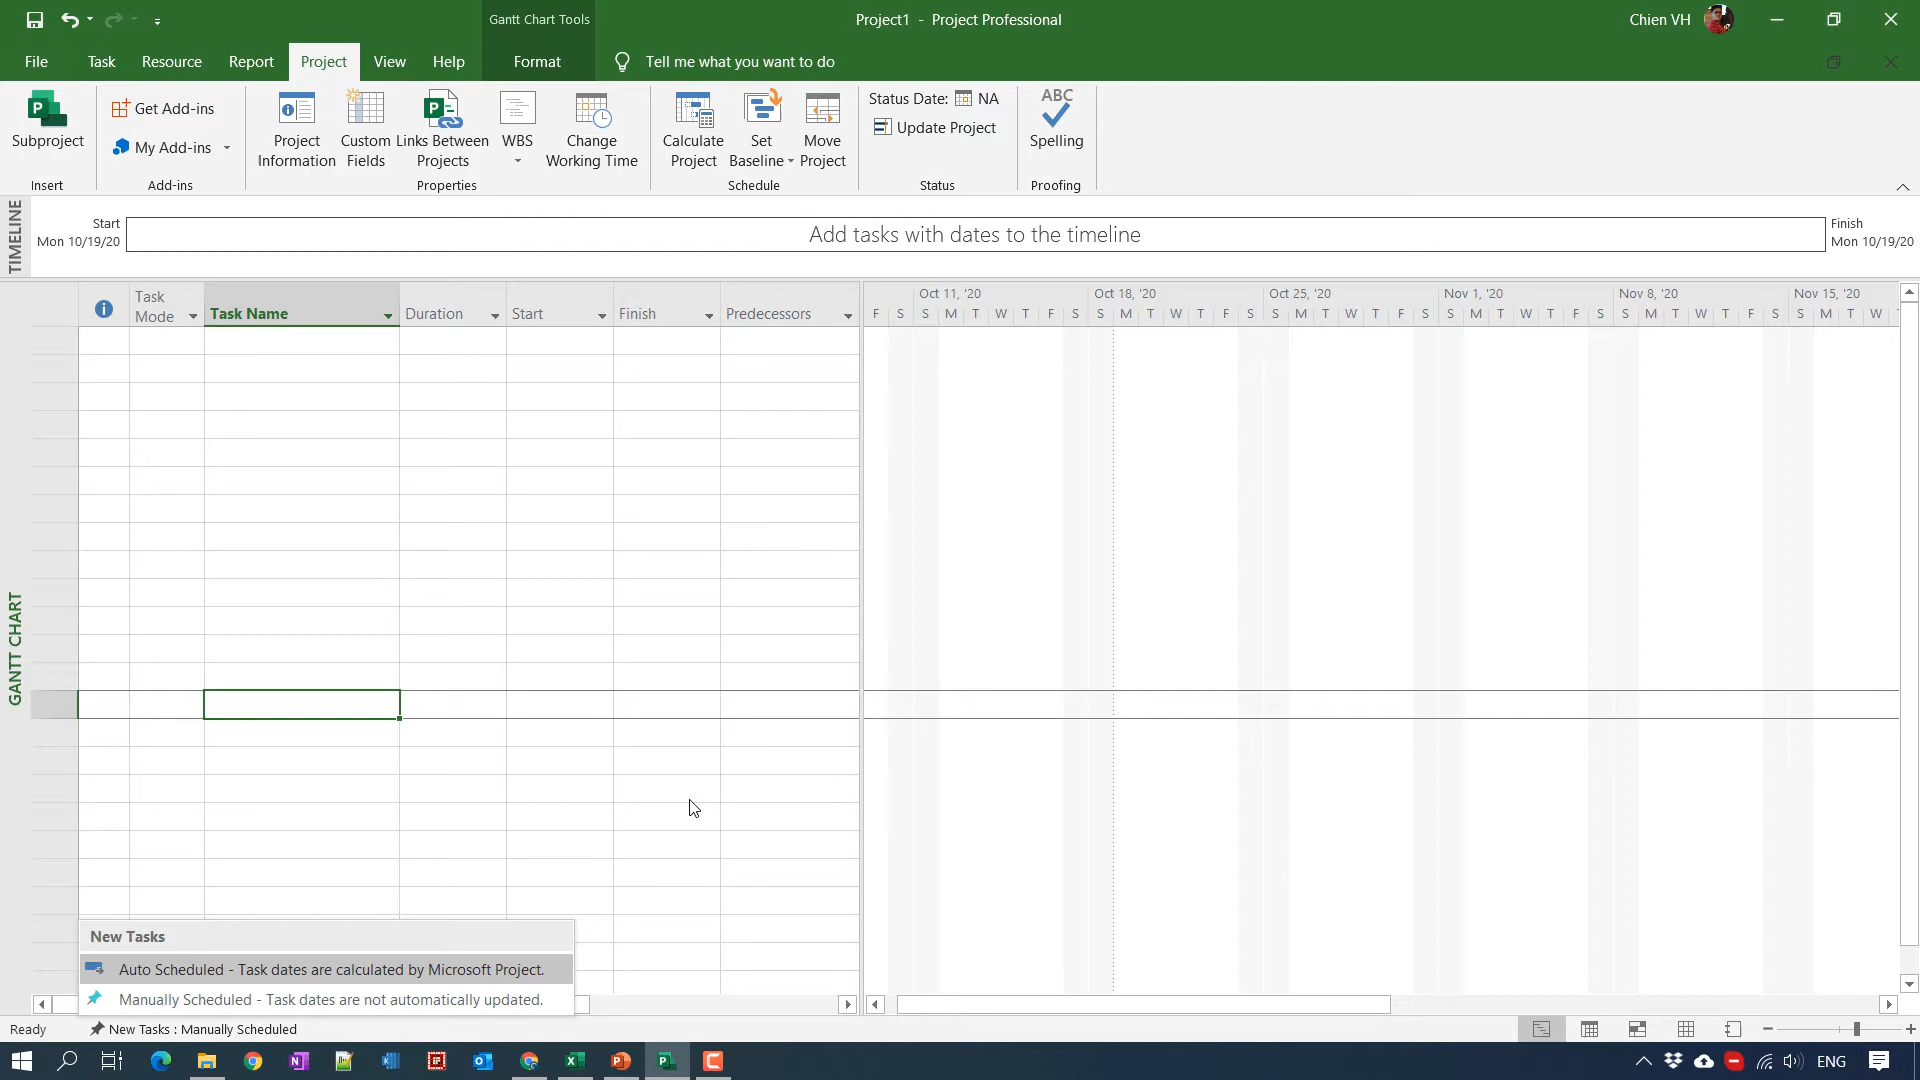 Gantt Chart Tools
Project1 - Project Professional
Chien VH
File Task Resource Report Project View Help Format Tell me what you want to do
Subproject
Insert
Get Add-ins
My Add-ins
Add-ins
Project Information
Custom Fields
Links Between Projects
WBS
Change Working Time
Properties
Calculate Project
Set Baseline
Move Project
Schedule
Status Date: NA
Update Project
Status
ABC
Spelling
Proofing
TIMELINE
Start
Mon 10/19/20
Add tasks with dates to the timeline
Finish
Mon 10/19/20
Task Mode Task Name Duration Start Finish Predecessors
Oct 11, '20 Oct 18, '20 Oct 25, '20 Nov 1, '20 Nov 8, '20 Nov 15, '20
F S S M T W T F S S M T W T F S S M T W T F S S M T W T F S S M T W T F S S M T W
GANTT CHART
New Tasks
Auto Scheduled - Task dates are calculated by Microsoft Project.
Manually Scheduled - Task dates are not automatically updated.
Ready New Tasks : Manually Scheduled
ENG